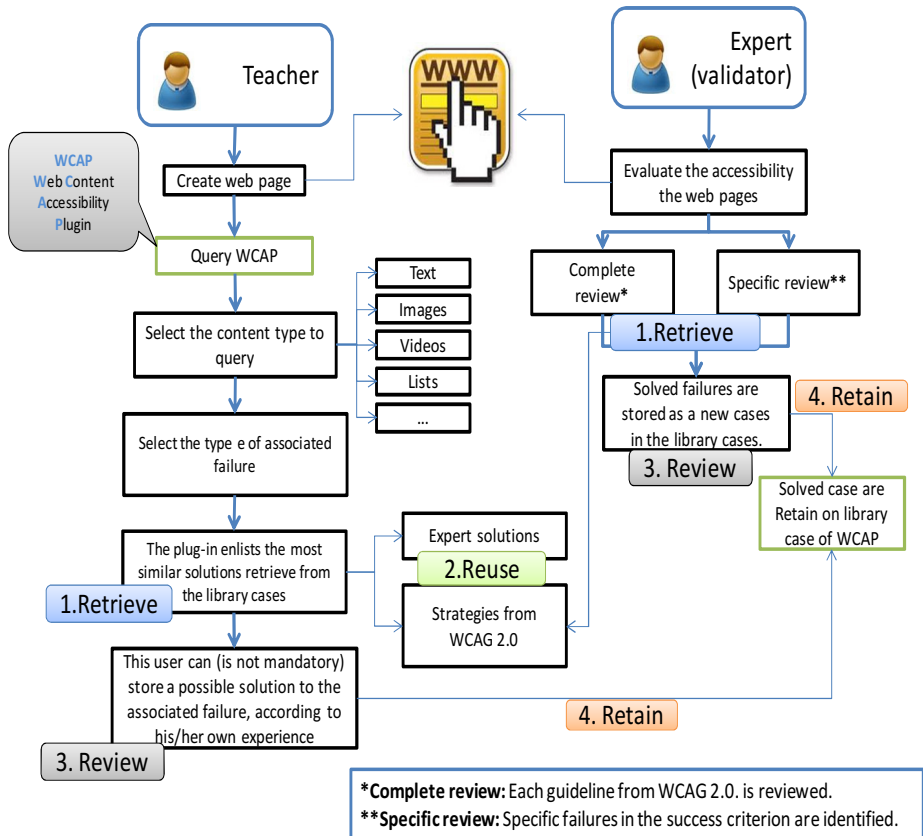 Teacher
WWW
Expert
(validator)
WCAP
Web Content
Accessibility
Plugin
Create web page
Evaluate the accessibility
the web pages
Query WCAP
Complete
review*
Specific review**
Text
Images
Videos
Lists
...
Select the content type to
query
1.Retrieve
Solved failures are
stored as a new cases
in the library cases.
4. Retain
3. Review
Select the type e of associated
failure
Solved case are
Retain on library
case of WCAP
The plug-in enlists the most
similar solutions retrieve from
the library cases
1.Retrieve
Expert solutions
2.Reuse
Strategies from
WCAG 2.0
This user can (is not mandatory)
store a possible solution to the
associated failure, according to
his/her own experience
3. Review
4. Retain
*Complete review: Each guideline from WCAG 2.0. is reviewed.
**Specific review: Specific failures in the success criterion are identified.